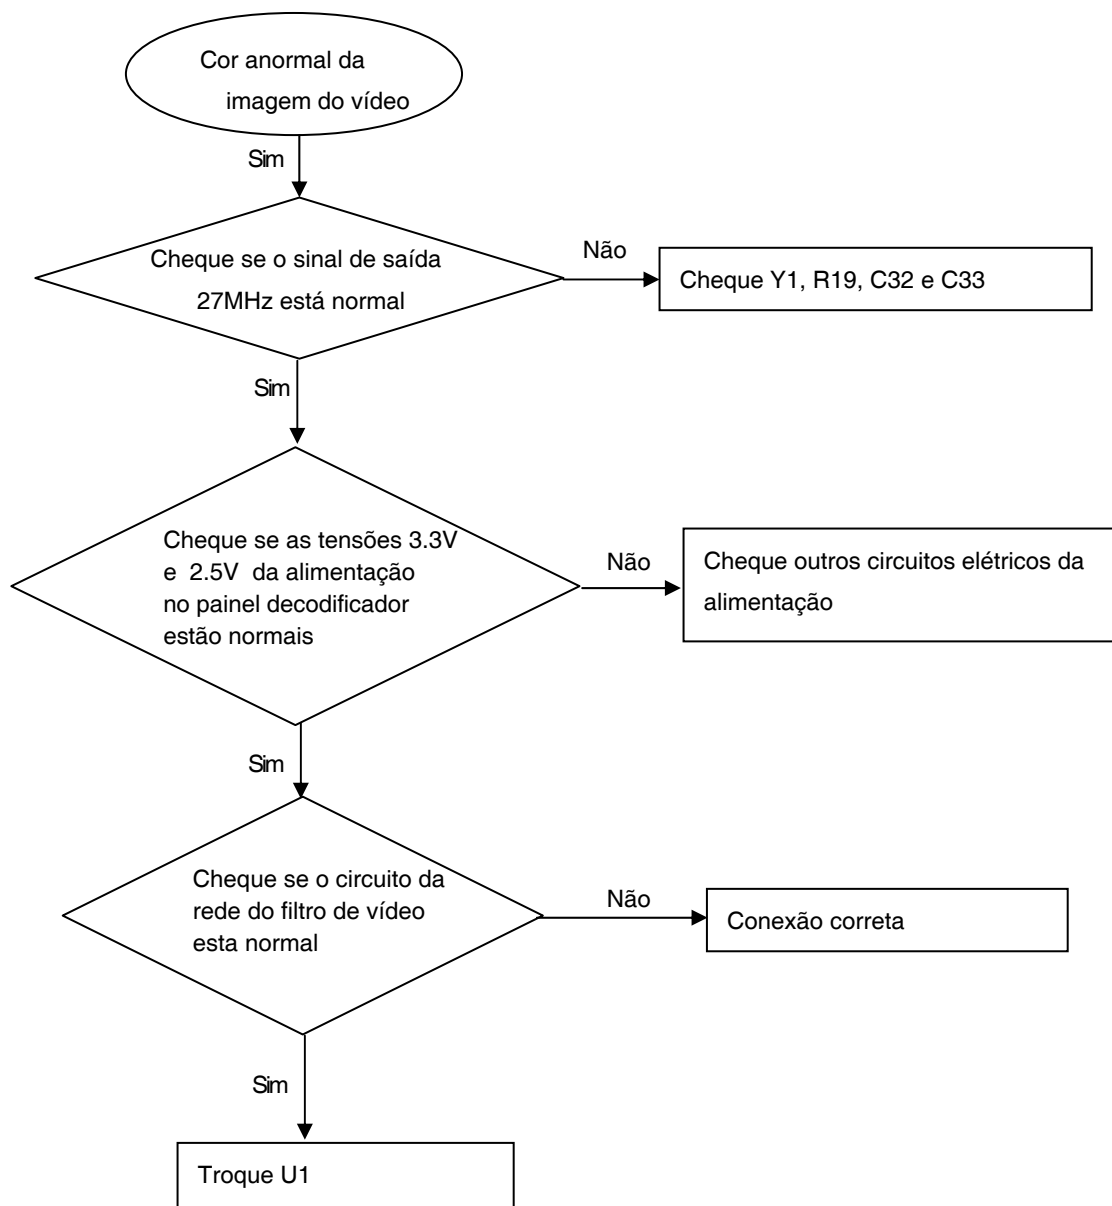 Cor anormal da
imagem do vídeo
Sim
Cheque se o sinal de saída
27MHz está normal
Não
Cheque Y1, R19, C32 e C33
Sim
Cheque se as tensões 3.3V
e 2.5V da alimentação
no painel decodificador
estão normais
Não
Cheque outros circuitos elétricos da
alimentação
Sim
Cheque se o circuito da
rede do filtro de vídeo
esta normal
Não
Conexão correta
Sim
Troque U1